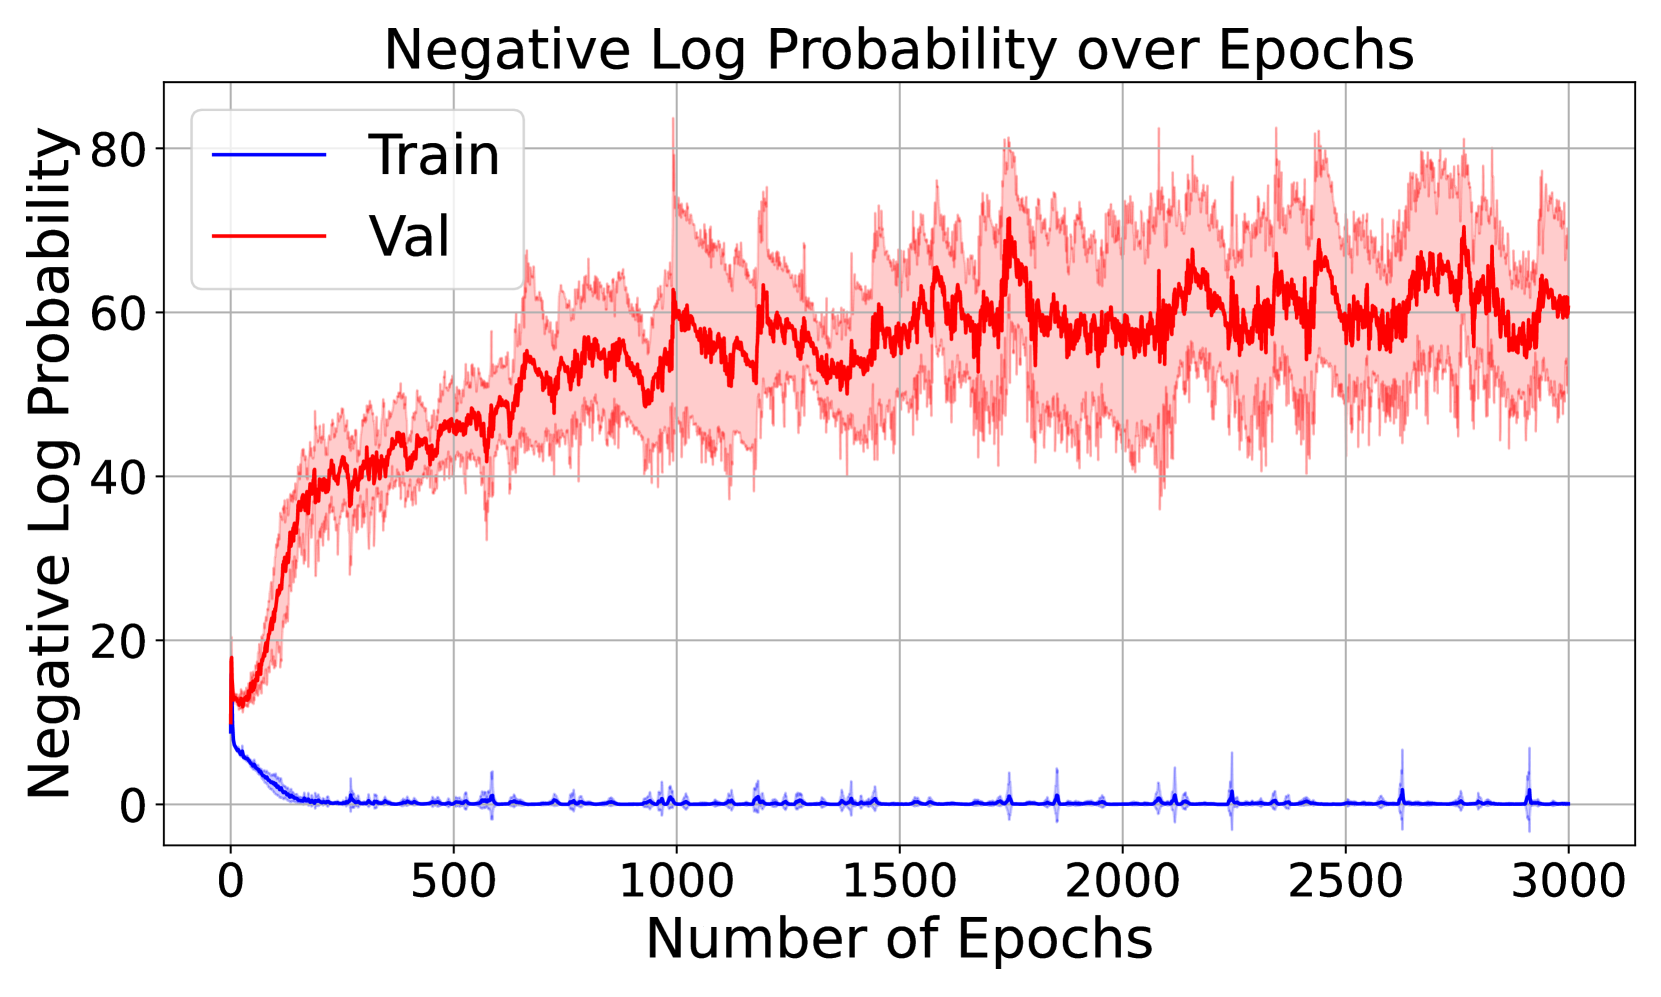 Negative Log Probability over Epochs
Train
Val
Negative Log Probability
80
60
40
20
0
0 500 1000 1500 2000 2500 3000
Number of Epochs